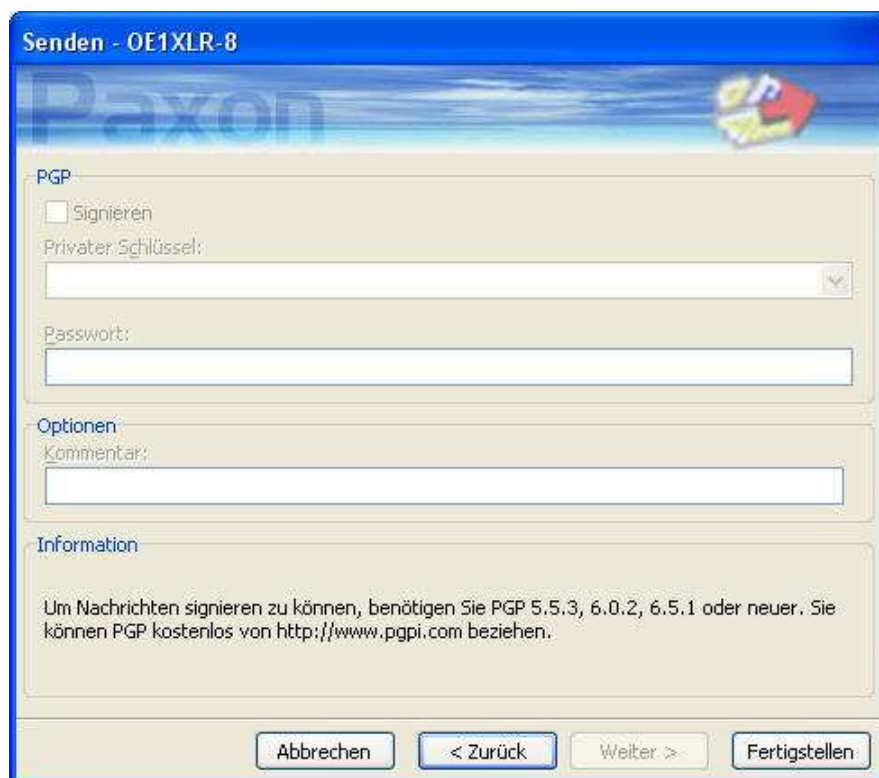 Senden - OE1XLR-8
Paxon
PGP
Signieren
Privater Schlüssel:
Passwort:
Optionen
Kommentar:
Information
Um Nachrichten signieren zu können, benötigen Sie PGP 5.5.3, 6.0.2, 6.5.1 oder neuer. Sie
können PGP kostenlos von http://www.pgpi.com beziehen.
Abbrechen
< Zurück
Weiter >
Fertigstellen